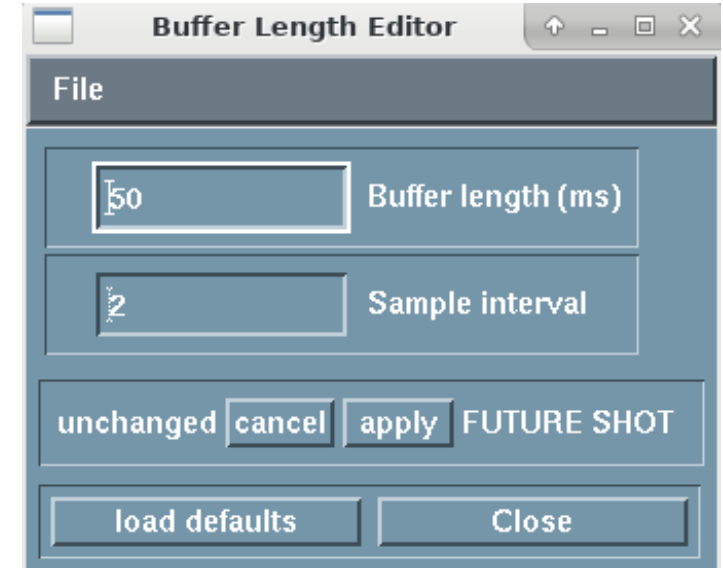 Buffer Length Editor
File
50 Buffer length (ms)
2 Sample interval
unchanged cancel apply FUTURE SHOT
load defaults Close